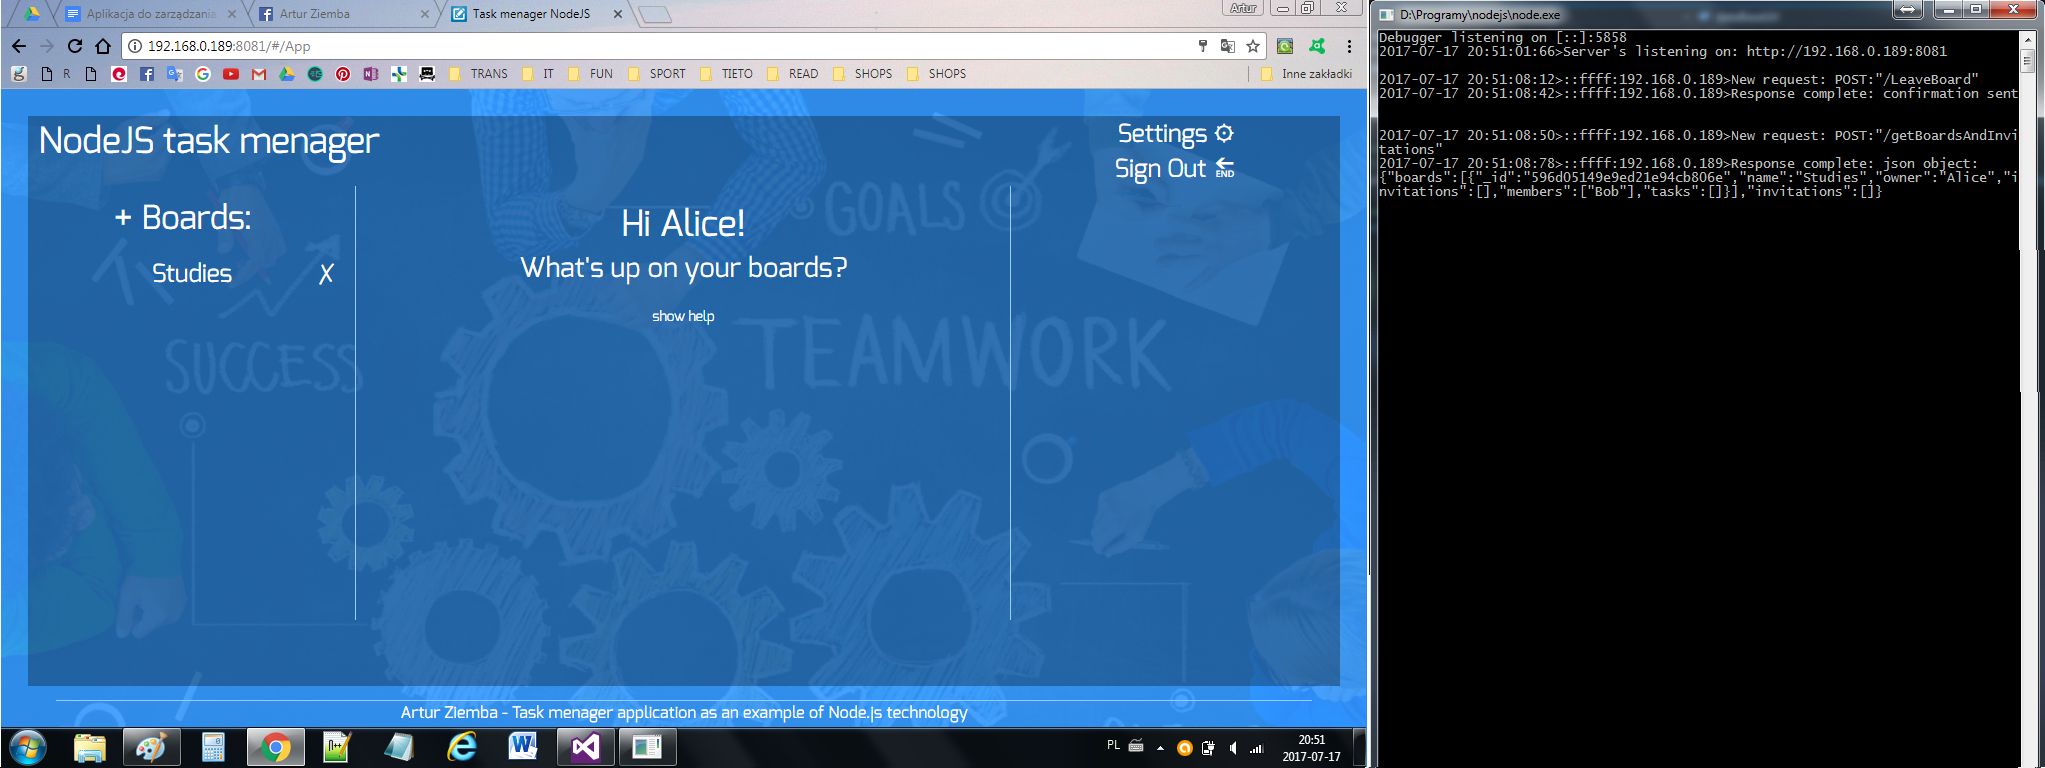 Aplikacja do zarządzania
Artur Ziemba
Task menager NodeJS
Artur
192.168.0.189:8081/#/App
R
TRANS
IT
FUN
SPORT
TIETO
READ
SHOPS
SHOPS
Inne zakładki
NodeJS task menager
Settings
Sign Out
END
+ Boards:
Studies X
Hi Alice!
What's up on your boards?
show help
GOALS
SUCCESS
TEAMWORK
Artur Ziemba - Task menager application as an example of Node.js technology
PL
20:51
2017-07-17
D:\Programy\nodejs\node.exe
Debugger listening on [::]:5858
2017-07-17 20:51:01:66>Server's listening on: http://192.168.0.189:8081
2017-07-17 20:51:08:12>::ffff:192.168.0.189>New request: POST:"/LeaveBoard"
2017-07-17 20:51:08:42>::ffff:192.168.0.189>Response complete: confirmation sent
2017-07-17 20:51:08:50>::ffff:192.168.0.189>New request: POST:"/getBoardsAndInvi
tations"
2017-07-17 20:51:08:78>::ffff:192.168.0.189>Response complete: json object:
{"boards":[{"_id":"596d05149e9ed21e94cb806e","name":"Studies","owner":"Alice","i
nvitations":[],"members":["Bob"],"tasks":[]}],"invitations":[]}